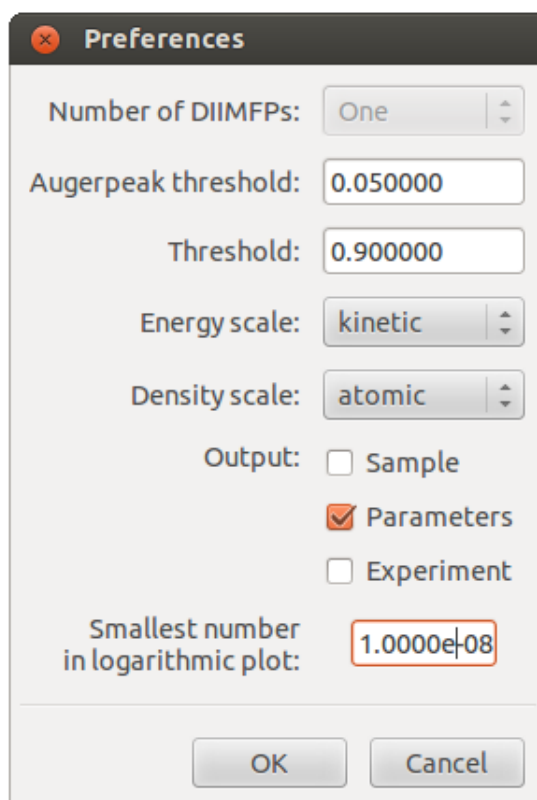 Preferences
Number of DIIMFPs: One
Augerpeak threshold: 0.050000
Threshold: 0.900000
Energy scale: kinetic
Density scale: atomic
Output: Sample
Parameters
Experiment
Smallest number
in logarithmic plot: 1.0000e-08
OK Cancel